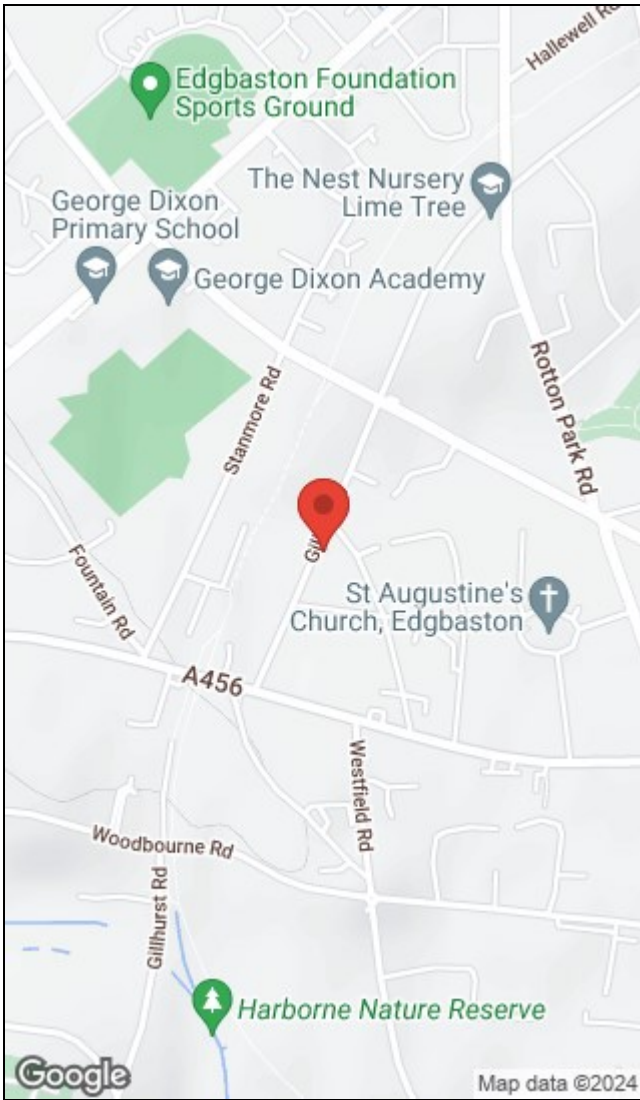 Hallewell Rd
Edgbaston Foundation
Sports Ground
The Nest Nursery
Lime Tree
George Dixon
Primary School
George Dixon Academy
Rotton Park Rd
Stanmore Rd
Fountain Rd
St Augustine's
Church, Edgbaston
A456
Westfield Rd
Woodbourne Rd
Gillhurst Rd
Harborne Nature Reserve
Google
Map data ©2024